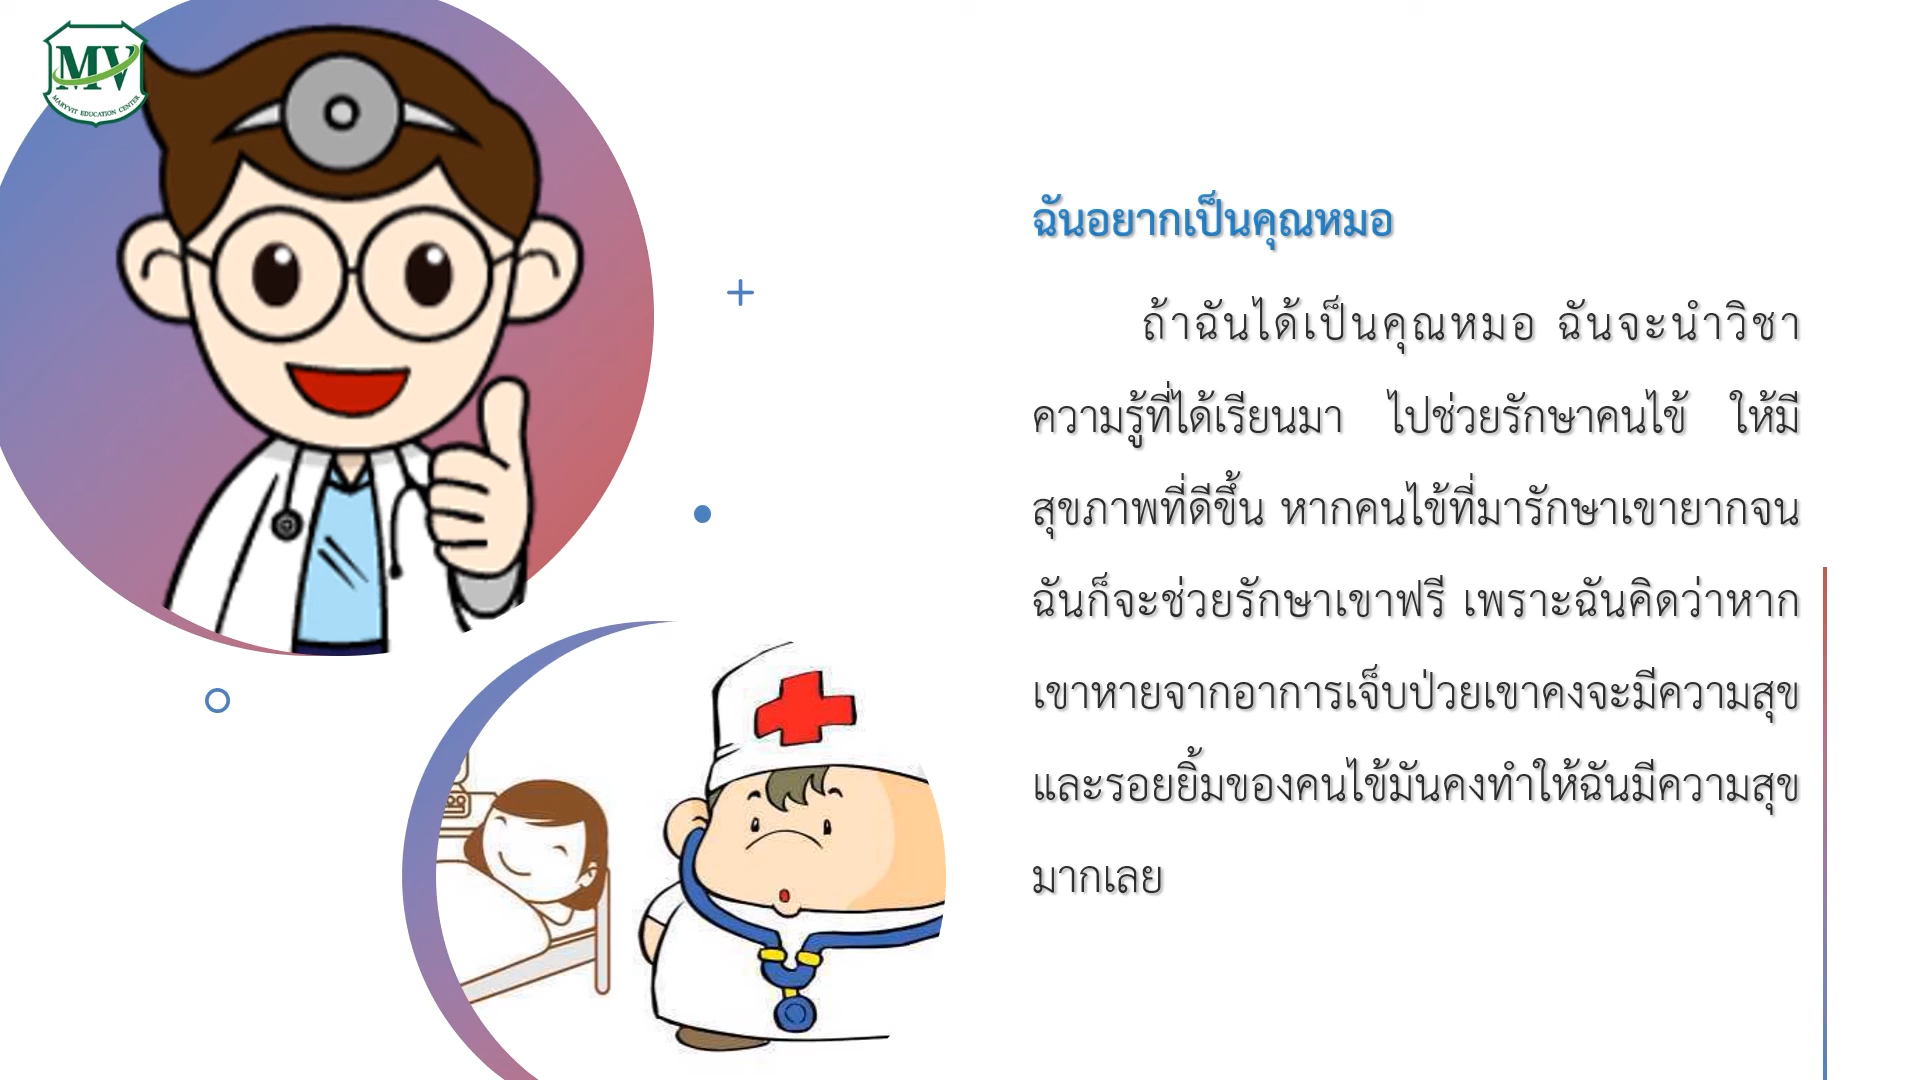 MV
MARYVIT EDUCATION CENTER
ฉันอยากเป็นคุณหมอ
ถ้าฉันได้เป็นคุณหมอ ฉันจะนำวิชา
ความรู้ที่ได้เรียนมา ไปช่วยรักษาคนไข้ ให้มี
สุขภาพที่ดีขึ้น หากคนไข้ที่มารักษาเขายากจน
ฉันก็จะช่วยรักษาเขาฟรี เพราะฉันคิดว่าหาก
เขาหายจากอาการเจ็บป่วยเขาคงจะมีความสุข
และรอยยิ้มของคนไข้มันคงทำให้ฉันมีความสุข
มากเลย